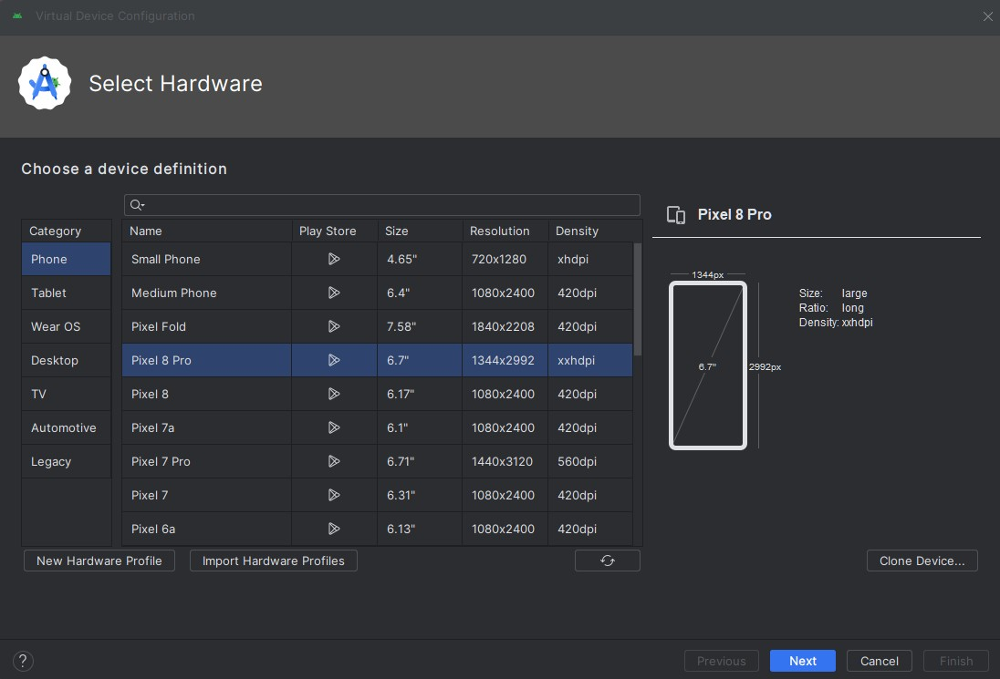 Virtual Device Configuration
Select Hardware
Choose a device definition
Category
Phone
Tablet
Wear OS
Desktop
TV
Automotive
Legacy
Name Play Store Size Resolution Density
Small Phone 4.65" 720x1280 xhdpi
Medium Phone 6.4" 1080x2400 420dpi
Pixel Fold 7.58" 1840x2208 420dpi
Pixel 8 Pro 6.7" 1344x2992 xxhdpi
Pixel 8 6.17" 1080x2400 420dpi
Pixel 7a 6.1" 1080x2400 420dpi
Pixel 7 Pro 6.71" 1440x3120 560dpi
Pixel 7 6.31" 1080x2400 420dpi
Pixel 6a 6.13" 1080x2400 420dpi
Pixel 8 Pro
1344px
6.7"
2992px
Size: large
Ratio: long
Density: xxhdpi
New Hardware Profile Import Hardware Profiles Clone Device...
? Previous Next Cancel Finish